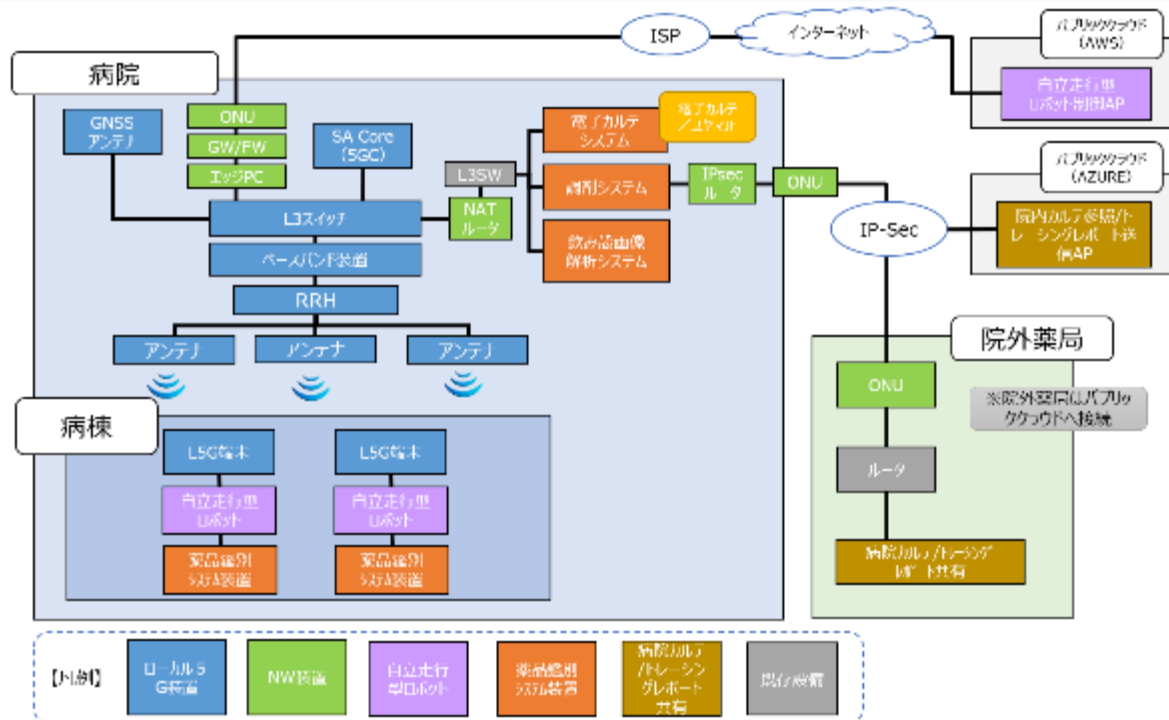 ISP
インターネット
パブリッククラウド
(AWS)
自立走行型
ロボット制御AP
病院
GNSS
アンテナ
ONU
GW/FW
エッジPC
SA Core
(5GC)
L3スイッチ
ベースバンド装置
RRH
アンテナ
アンテナ
アンテナ
L3SW
NAT
ルータ
電子カルテ
システム
電子カルテ
調剤システム
飲み忘画像
解析システム
IPsec
ルータ
ONU
IP-Sec
パブリッククラウド
(AZURE)
院内カルテ参照/ト
レーシングレポート送
信AP
病棟
L5G端末
自立走行型
ロボット
薬品鑑別
システム装置
L5G端末
自立走行型
ロボット
薬品鑑別
システム装置
院外薬局
ONU
※院外薬局はパブリッ
ククラウドへ接続
ルータ
病院カルテ/トレーシング
レポート共有
【凡例】
ローカル5
G装置
NW装置
自立走行
型ロボット
薬品鑑別
システム装置
病院カルテ
/トレーシン
グレポート
共有
既存設備